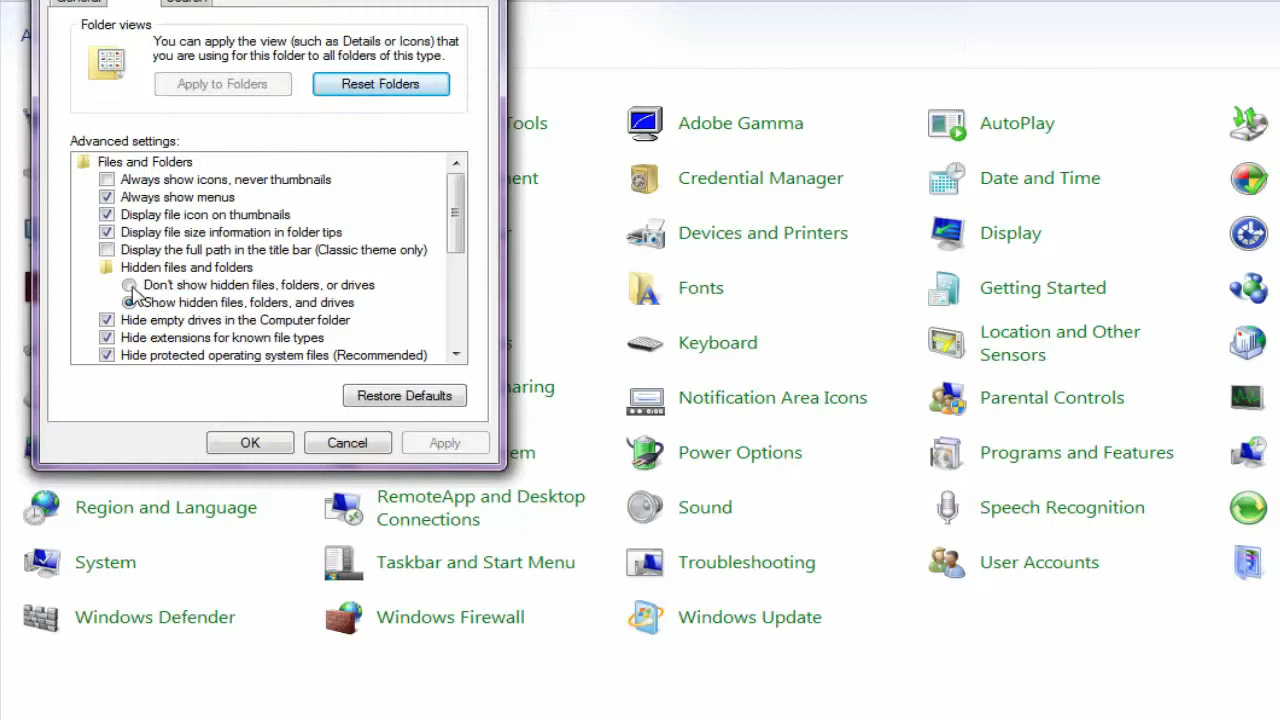 General
Search
Folder views
You can apply the view (such as Details or Icons) that
you are using for this folder to all folders of this type.
Apply to Folders
Reset Folders
Advanced settings:
Files and Folders
Always show icons, never thumbnails
Always show menus
Display file icon on thumbnails
Display file size information in folder tips
Display the full path in the title bar (Classic theme only)
Hidden files and folders
Don't show hidden files, folders, or drives
Show hidden files, folders, and drives
Hide empty drives in the Computer folder
Hide extensions for known file types
Hide protected operating system files (Recommended)
Restore Defaults
OK
Cancel
Apply
Tools
Adobe Gamma
AutoPlay
ment
Credential Manager
Date and Time
Devices and Printers
Display
Fonts
Getting Started
Keyboard
Location and Other
Sensors
haring
Notification Area Icons
Parental Controls
em
Power Options
Programs and Features
Region and Language
RemoteApp and Desktop
Connections
Sound
Speech Recognition
System
Taskbar and Start Menu
Troubleshooting
User Accounts
Windows Defender
Windows Firewall
Windows Update